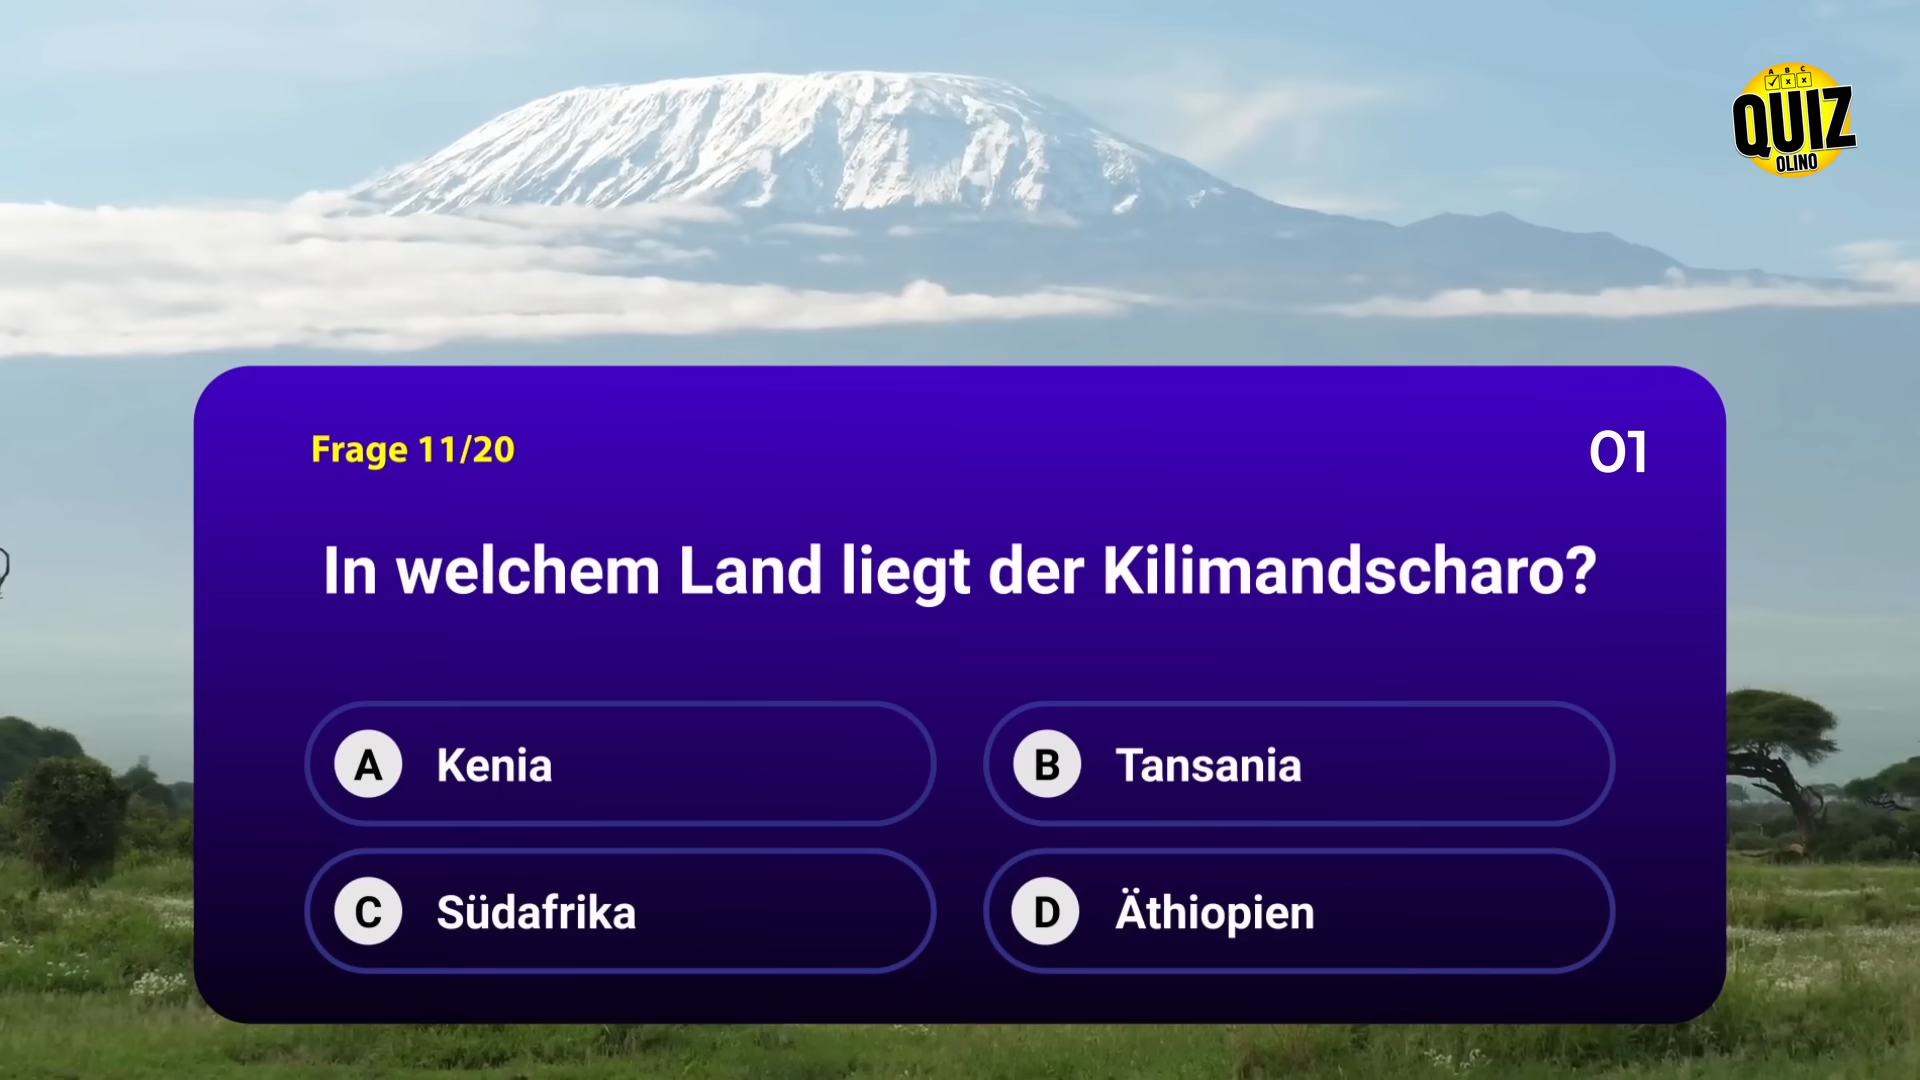 A B C
QUIZ
OLINO
Frage 11/20
01
In welchem Land liegt der Kilimandscharo?
A Kenia
B Tansania
C Südafrika
D Äthiopien